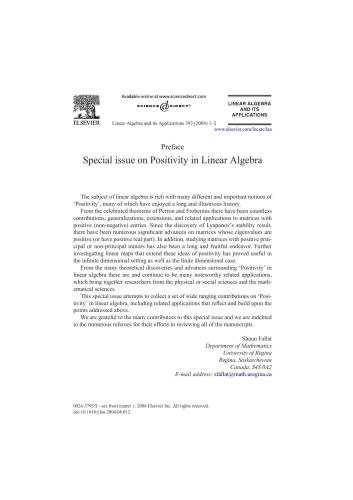 Available online at www.sciencedirect.com
SCIENCE DIRECT®
ELSEVIER
LINEAR ALGEBRA
AND ITS
APPLICATIONS
Linear Algebra and its Applications 393 (2004) 1–2
www.elsevier.com/locate/laa
Preface
Special issue on Positivity in Linear Algebra
The subject of linear algebra is rich with many different and important notions of
‘Positivity’, many of which have enjoyed a long and illustrious history.
From the celebrated theorems of Perron and Frobenius there have been countless
contributions, generalizations, extensions, and related applications to matrices with
positive (non-negative) entries. Since the discovery of Lyapunov’s stability result,
there have been numerous significant advances on matrices whose eigenvalues are
positive (or have positive real part). In addition, studying matrices with positive prin-
cipal or non-principal minors has also been a long and fruitful endeavor. Further
investigating linear maps that extend these ideas of positivity has proved useful in
the infinite dimensional setting as well as the finite dimensional case.
From the many theoretical discoveries and advances surrounding ‘Positivity’ in
linear algebra there are and continue to be many noteworthy related applications,
which bring together researchers from the physical or social sciences and the math-
ematical sciences.
This special issue attempts to collect a set of wide ranging contributions on ‘Posi-
tivity’ in linear algebra, including related applications that reflect and build upon the
points addressed above.
We are grateful to the many contributors to this special issue and we are indebted
to the numerous referees for their efforts in reviewing all of the manuscripts.
Shaun Fallat
Department of Mathematics
University of Regina
Regina, Saskatchewan
Canada, S4S 0A2
E-mail address: sfallat@math.uregina.ca
0024-3795/$ - see front matter © 2004 Elsevier Inc. All rights reserved.
doi:10.1016/j.laa.2004.08.012